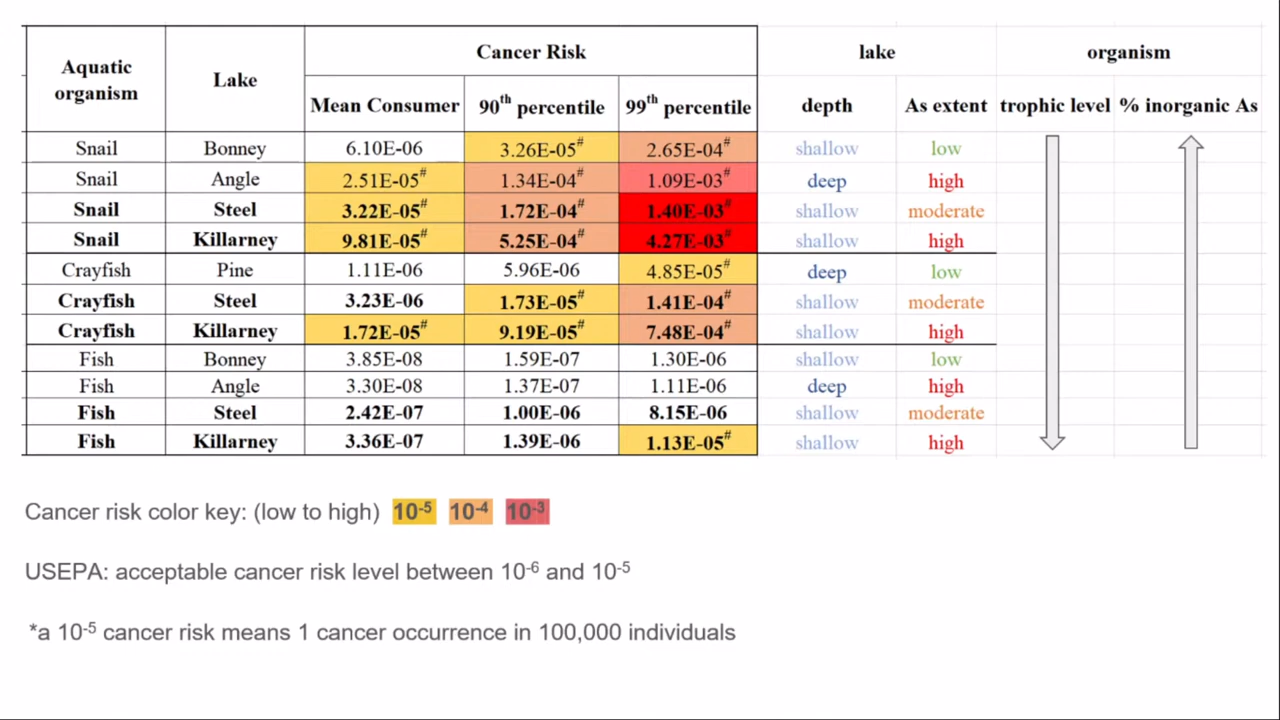 Aquatic organism Lake Cancer Risk lake organism
Mean Consumer 90th percentile 99th percentile depth As extent trophic level % inorganic As
Snail Bonney 6.10E-06 3.26E-05# 2.65E-04# shallow low
Snail Angle 2.51E-05# 1.34E-04# 1.09E-03# deep high
Snail Steel 3.22E-05# 1.72E-04# 1.40E-03# shallow moderate
Snail Killarney 9.81E-05# 5.25E-04# 4.27E-03# shallow high
Crayfish Pine 1.11E-06 5.96E-06 4.85E-05# deep low
Crayfish Steel 3.23E-06 1.73E-05# 1.41E-04# shallow moderate
Crayfish Killarney 1.72E-05# 9.19E-05# 7.48E-04# shallow high
Fish Bonney 3.85E-08 1.59E-07 1.30E-06 shallow low
Fish Angle 3.30E-08 1.37E-07 1.11E-06 deep high
Fish Steel 2.42E-07 1.00E-06 8.15E-06 shallow moderate
Fish Killarney 3.36E-07 1.39E-06 1.13E-05# shallow high
Cancer risk color key: (low to high) 10-5 10-4 10-3
USEPA: acceptable cancer risk level between 10-6 and 10-5
*a 10-5 cancer risk means 1 cancer occurrence in 100,000 individuals